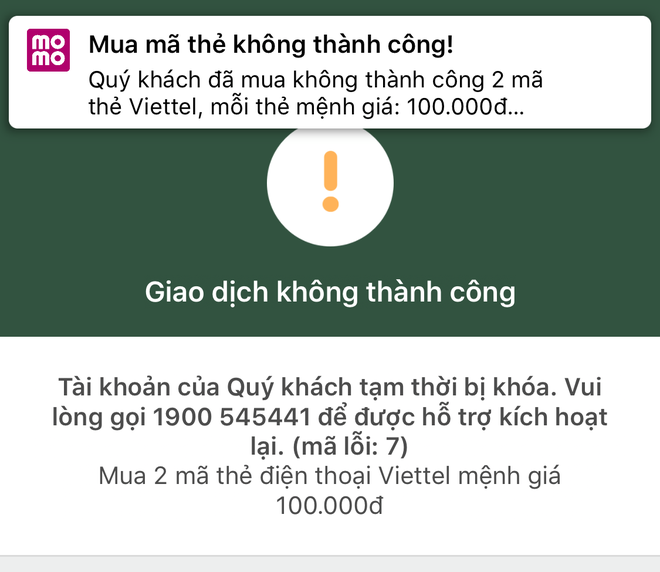 mo
mo
Mua mã thẻ không thành công!
Quý khách đã mua không thành công 2 mã
thẻ Viettel, mỗi thẻ mệnh giá: 100.000đ...
Giao dịch không thành công
Tài khoản của Quý khách tạm thời bị khóa. Vui
lòng gọi 1900 545441 để được hỗ trợ kích hoạt
lại. (mã lỗi: 7)
Mua 2 mã thẻ điện thoại Viettel mệnh giá
100.000đ